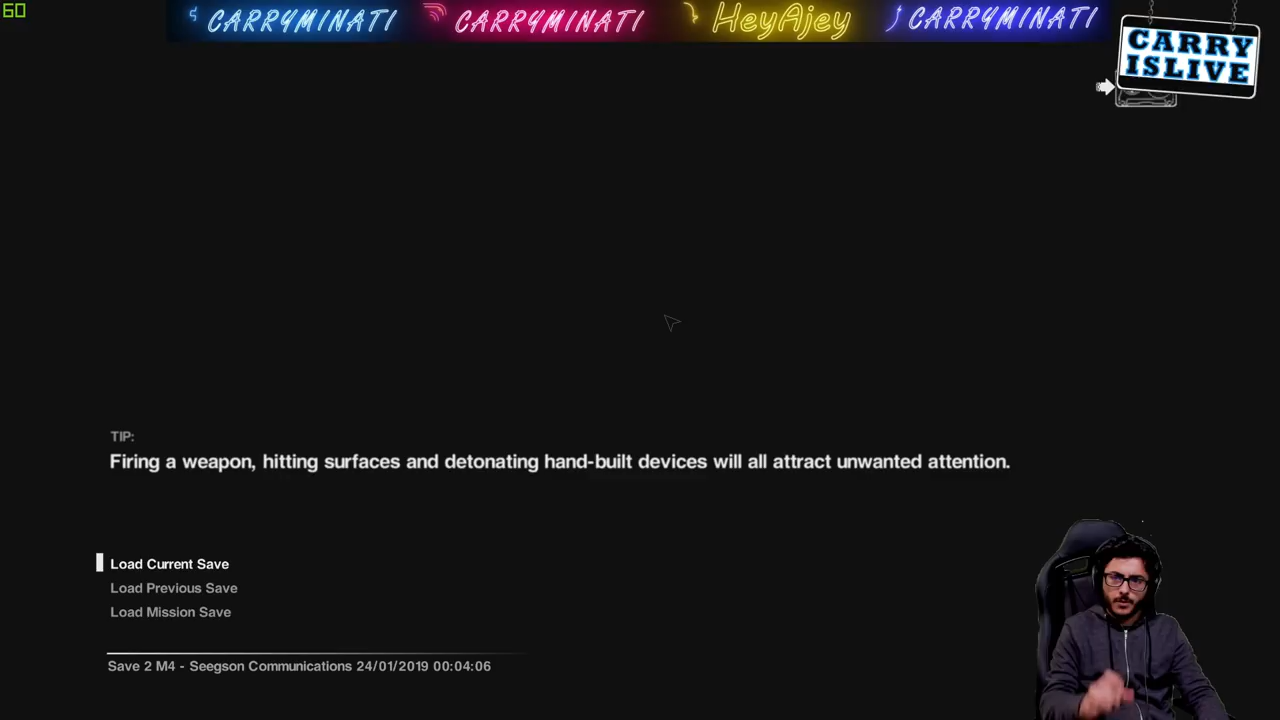 60
CARRYMINATI
CARRYMINATI
HeyAjey
CARRYMINATI
CARRY
ISLIVE
TIP:
Firing a weapon, hitting surfaces and detonating hand-built devices will all attract unwanted attention.
Load Current Save
Load Previous Save
Load Mission Save
Save 2 M4 - Seegson Communications 24/01/2019 00:04:06